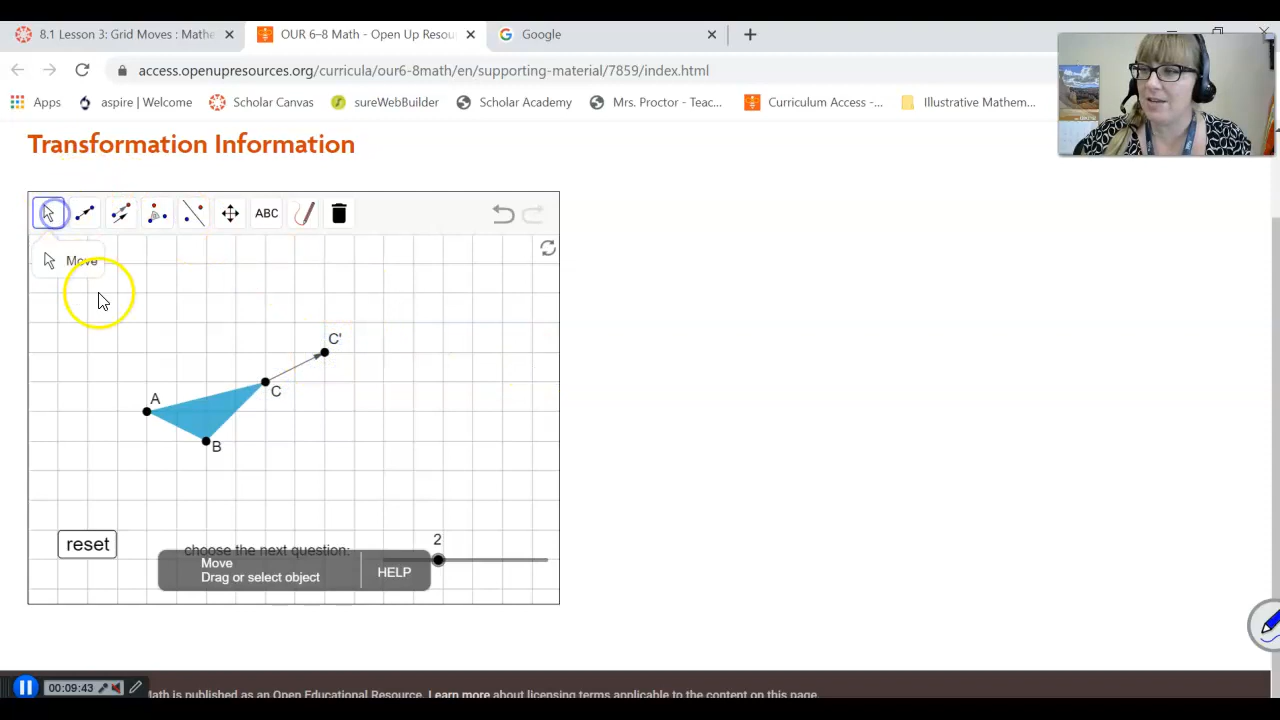 8.1 Lesson 3: Grid Moves : Mathe
OUR 6–8 Math - Open Up Resou
Google
access.openupresources.org/curricula/our6-8math/en/supporting-material/7859/index.html
Apps
aspire | Welcome
Scholar Canvas
sureWebBuilder
Scholar Academy
Mrs. Proctor - Teac...
Curriculum Access -...
Illustrative Mathem...
Transformation Information
ABC
Move
C'
A
C
B
reset
choose the next question:
2
Move
Drag or select object
HELP
00:09:43
Math is published as an Open Educational Resource. Learn more about licensing terms applicable to the content on this page.